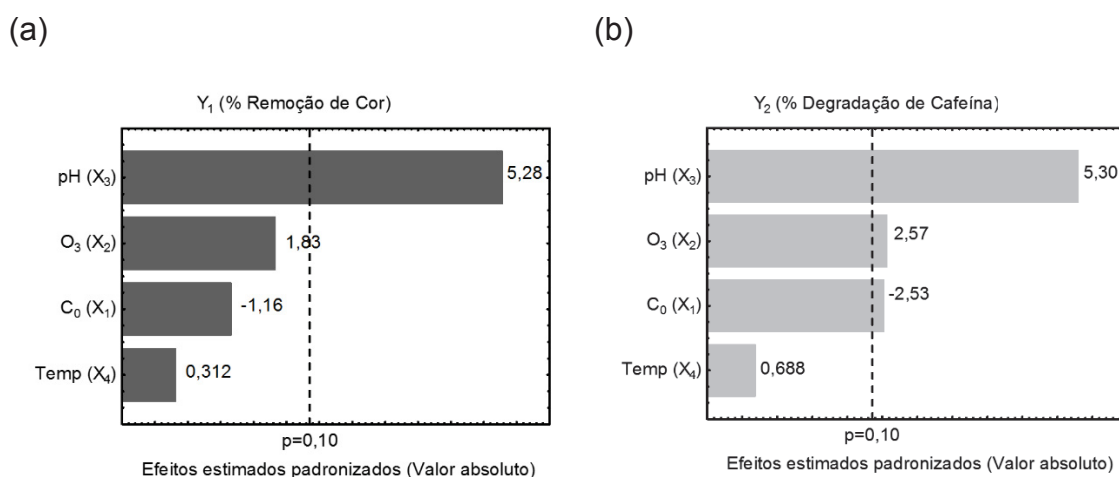 (a)
Y₁ (% Remoção de Cor)
pH (X₃)
5,28
O₃ (X₂)
1,83
C₀ (X₁)
-1,16
Temp (X₄)
0,312
p=0,10
Efeitos estimados padronizados (Valor absoluto)
(b)
Y₂ (% Degradação de Cafeína)
pH (X₃)
5,30
O₃ (X₂)
2,57
C₀ (X₁)
-2,53
Temp (X₄)
0,688
p=0,10
Efeitos estimados padronizados (Valor absoluto)